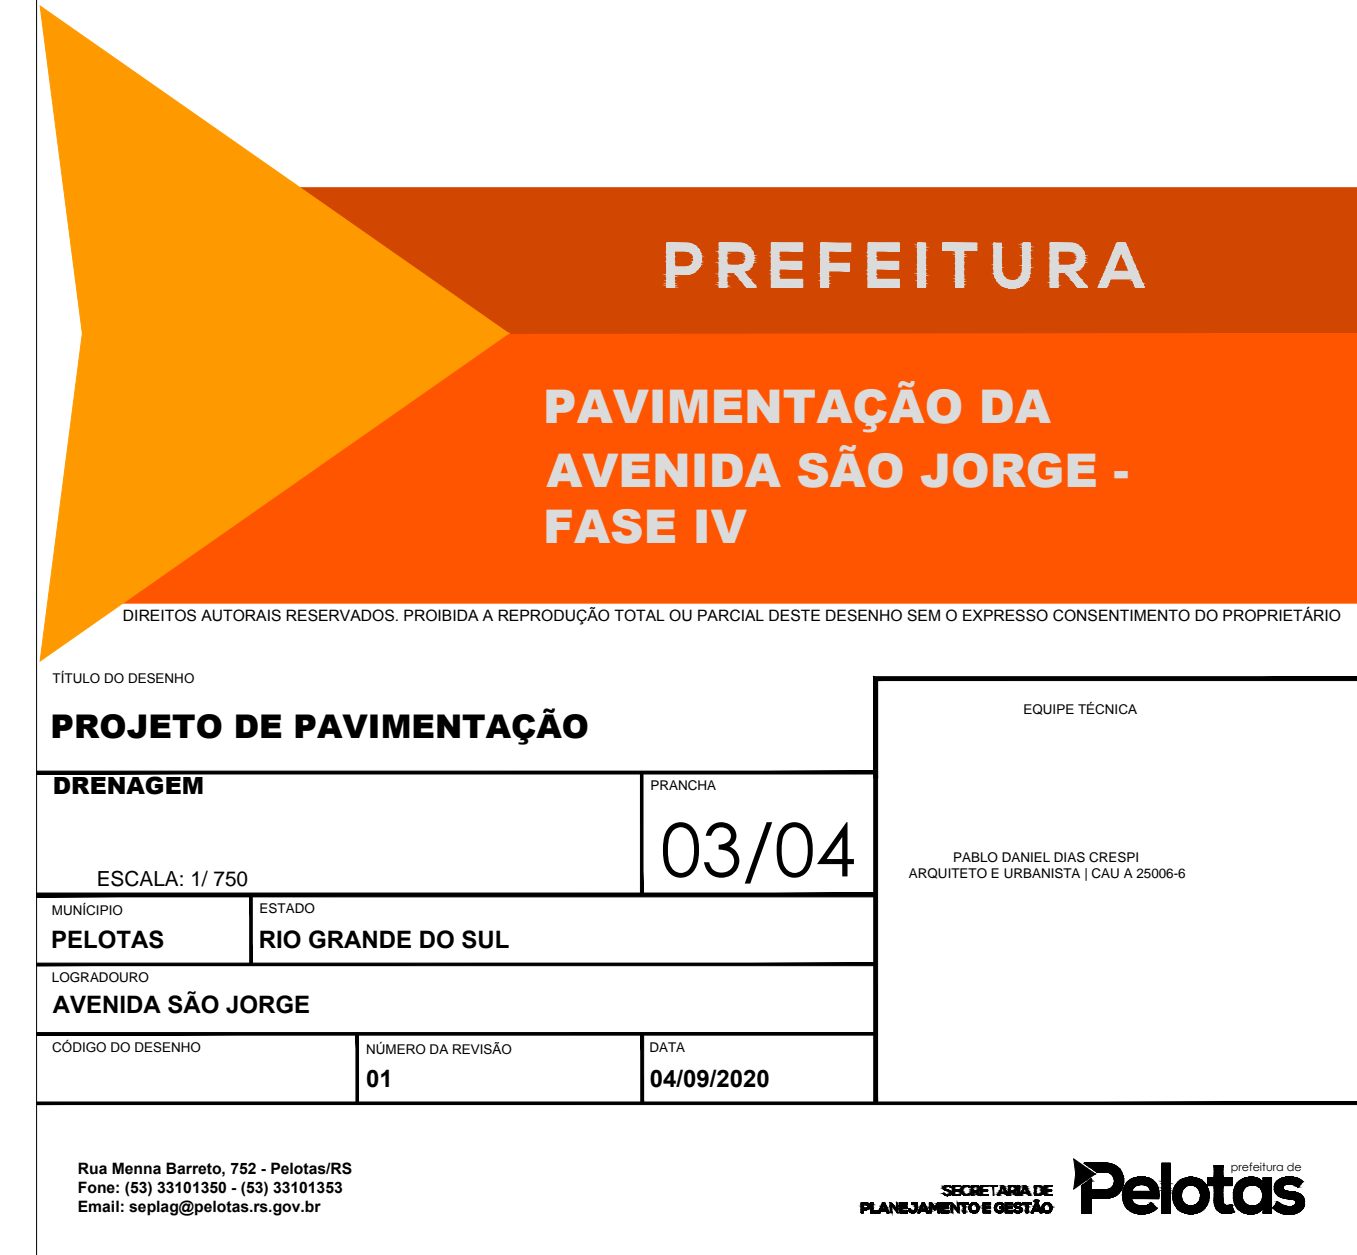 PREFEITURA
PAVIMENTAÇÃO DA
AVENIDA SÃO JORGE -
FASE IV
DIREITOS AUTORAIS RESERVADOS. PROIBIDA A REPRODUÇÃO TOTAL OU PARCIAL DESTE DESENHO SEM O EXPRESSO CONSENTIMENTO DO PROPRIETÁRIO
TÍTULO DO DESENHO
PROJETO DE PAVIMENTAÇÃO
DRENAGEM
ESCALA: 1/ 750
PRANCHA
03/04
MUNÍCIPIO
PELOTAS
ESTADO
RIO GRANDE DO SUL
LOGRADOURO
AVENIDA SÃO JORGE
CÓDIGO DO DESENHO
NÚMERO DA REVISÃO
01
DATA
04/09/2020
EQUIPE TÉCNICA
PABLO DANIEL DIAS CRESPI
ARQUITETO E URBANISTA | CAU A 25006-6
Rua Menna Barreto, 752 - Pelotas/RS
Fone: (53) 33101350 - (53) 33101353
Email: seplag@pelotas.rs.gov.br
SECRETARIA DE
PLANEJAMENTO E GESTÃO
prefeitura de
Pelotas